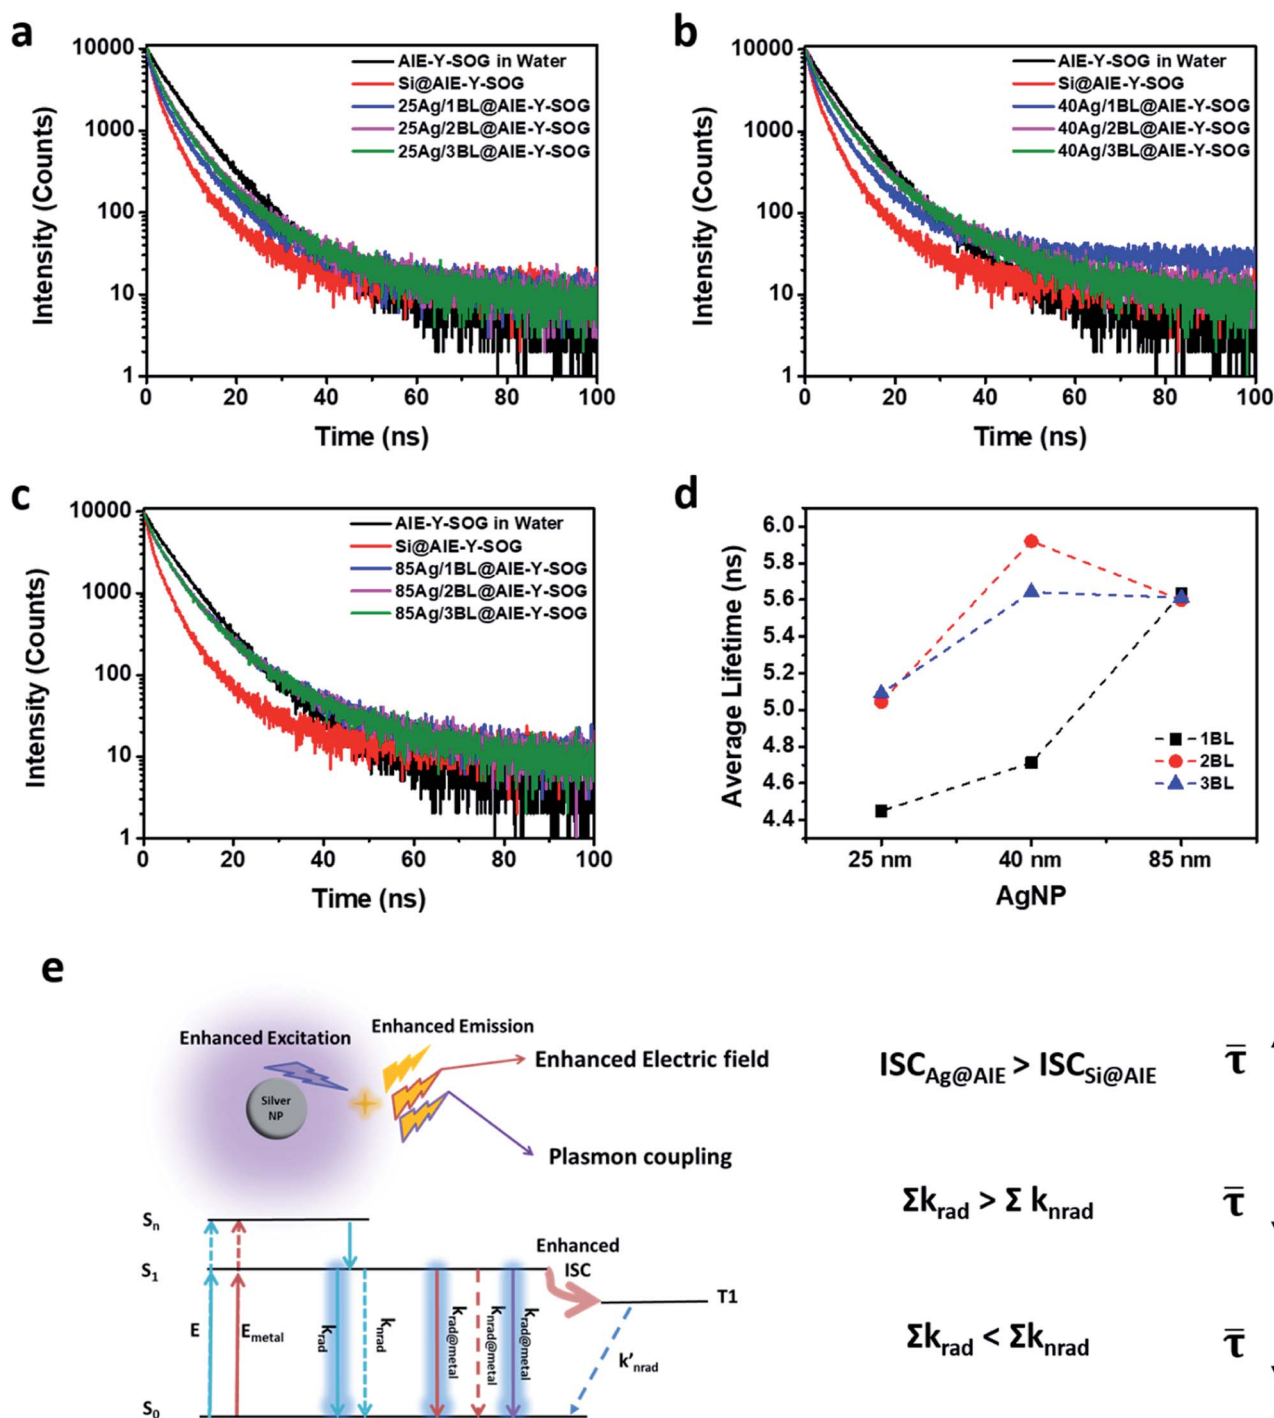 a
10000
1000
100
10
1
Intensity (Counts)
AIE-Y-SOG in Water
Si@AIE-Y-SOG
25Ag/1BL@AIE-Y-SOG
25Ag/2BL@AIE-Y-SOG
25Ag/3BL@AIE-Y-SOG
0 20 40 60 80 100
Time (ns)
b
10000
1000
100
10
1
Intensity (Counts)
AIE-Y-SOG in Water
Si@AIE-Y-SOG
40Ag/1BL@AIE-Y-SOG
40Ag/2BL@AIE-Y-SOG
40Ag/3BL@AIE-Y-SOG
0 20 40 60 80 100
Time (ns)
c
10000
1000
100
10
1
Intensity (Counts)
AIE-Y-SOG in Water
Si@AIE-Y-SOG
85Ag/1BL@AIE-Y-SOG
85Ag/2BL@AIE-Y-SOG
85Ag/3BL@AIE-Y-SOG
0 20 40 60 80 100
Time (ns)
d
6.0
5.8
5.6
5.4
5.2
5.0
4.8
4.6
4.4
Average Lifetime (ns)
1BL
2BL
3BL
25 nm 40 nm 85 nm
AgNP
e
Enhanced Excitation
Enhanced Emission
Silver
NP
Enhanced Electric field
Plasmon coupling
Sn
S1
S0
E
Emetal
krad
knrad
krad@metal
knrad@metal
krad@metal
Enhanced
ISC
T1
k'nrad
ISCAg@AIE > ISCSi@AIE τ̅
Σkrad > Σ knrad τ̅
Σkrad < Σknrad τ̅